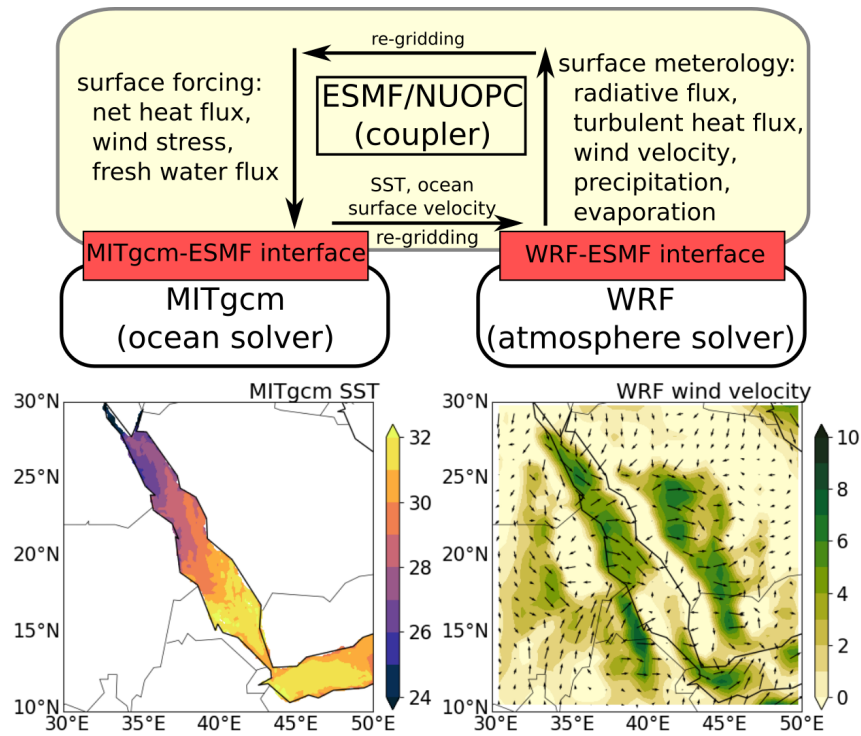 re-gridding
surface forcing:
net heat flux,
wind stress,
fresh water flux
ESMF/NUOPC
(coupler)
surface meterology:
radiative flux,
turbulent heat flux,
wind velocity,
precipitation,
evaporation
SST, ocean
surface velocity
re-gridding
MITgcm-ESMF interface
WRF-ESMF interface
MITgcm
(ocean solver)
WRF
(atmosphere solver)
MITgcm SST
30°N
25°N
20°N
15°N
10°N
30°E 35°E 40°E 45°E 50°E
32
30
28
26
24
WRF wind velocity
30°N
25°N
20°N
15°N
10°N
30°E 35°E 40°E 45°E 50°E
10
8
6
4
2
0